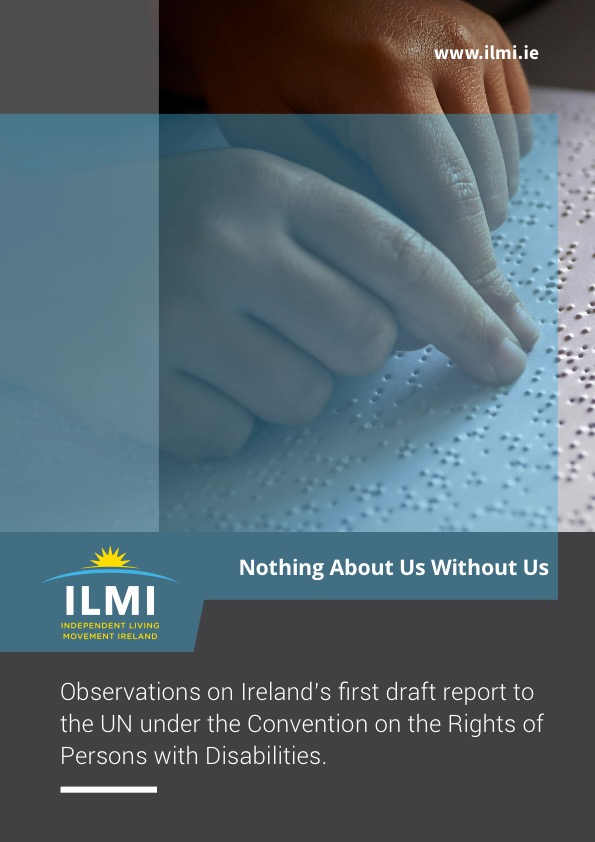 www.ilmi.ie
Nothing About Us Without Us
ILMI
INDEPENDENT LIVING
MOVEMENT IRELAND
Observations on Ireland's first draft report to
the UN under the Convention on the Rights of
Persons with Disabilities.